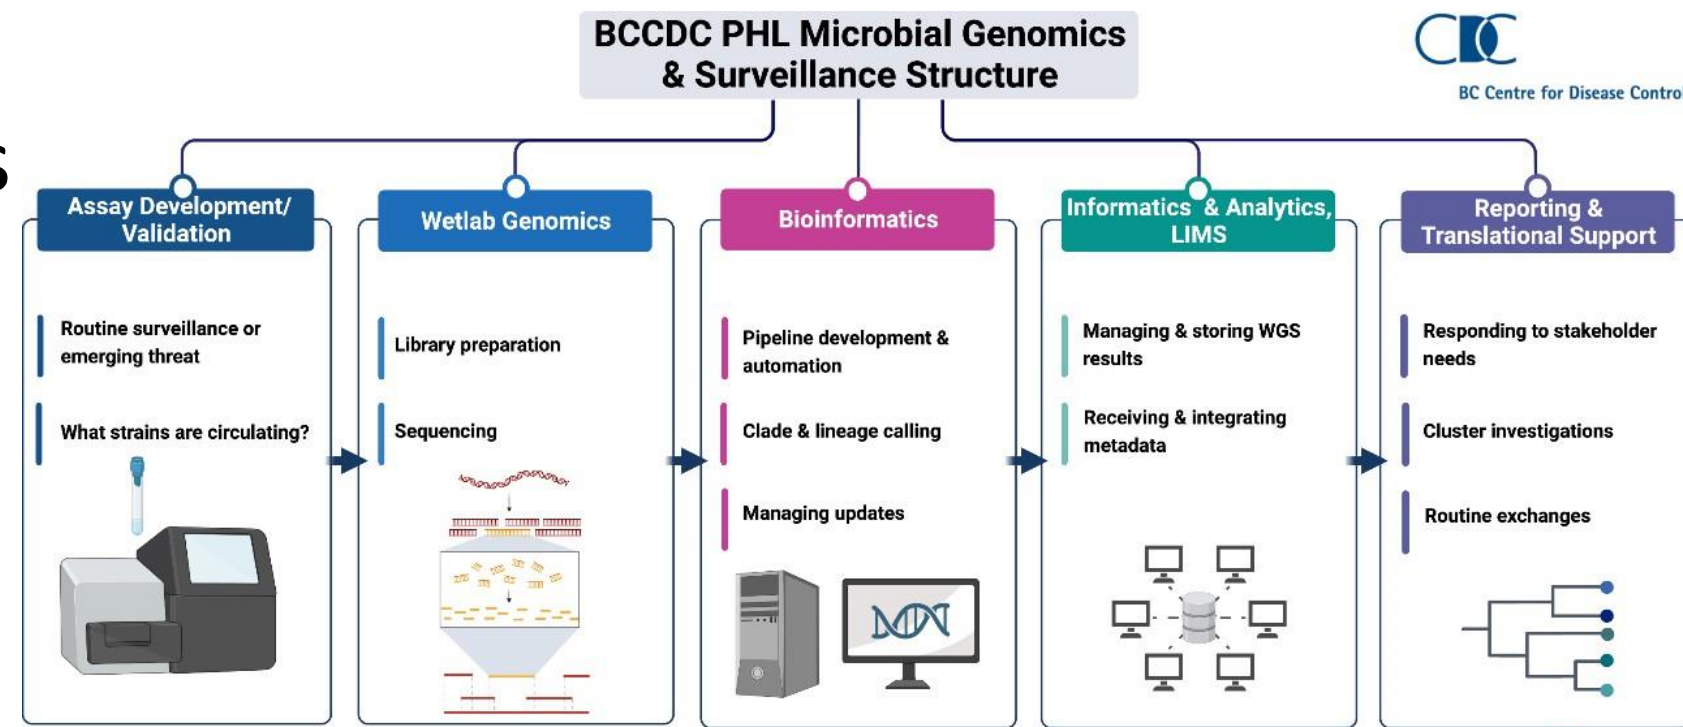 BCCDC PHL Microbial Genomics
& Surveillance Structure
CDC
BC Centre for Disease Control
s
Assay Development/
Validation
Routine surveillance or
emerging threat
What strains are circulating?
Wetlab Genomics
Library preparation
Sequencing
Bioinformatics
Pipeline development &
automation
Clade & lineage calling
Managing updates
Informatics & Analytics,
LIMS
Managing & storing WGS
results
Receiving & integrating
metadata
Reporting &
Translational Support
Responding to stakeholder
needs
Cluster investigations
Routine exchanges